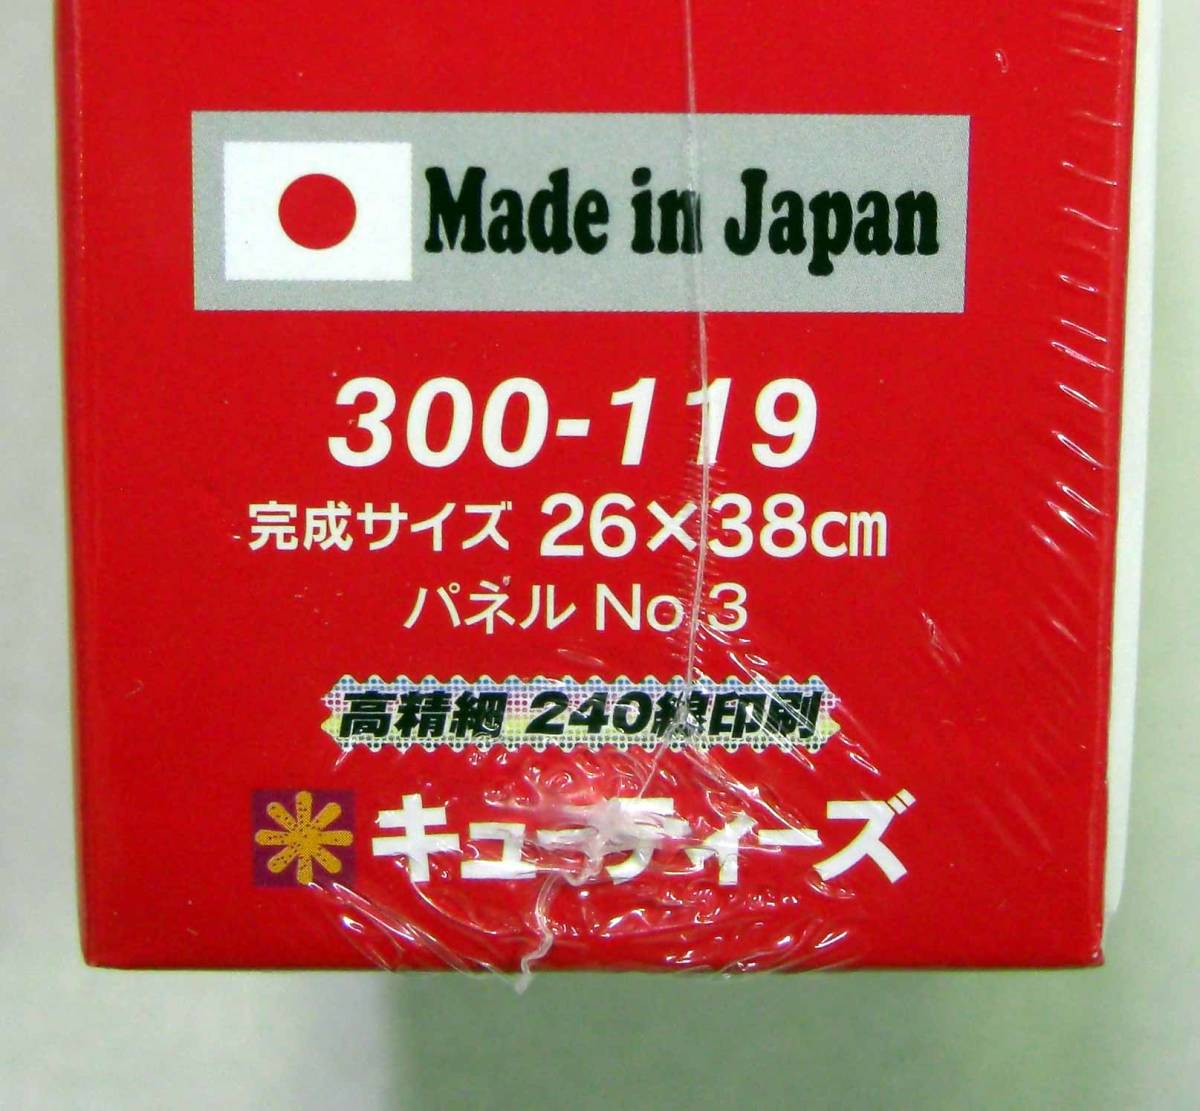 Made in Japan
300-119
完成サイズ 26×38cm
パネル No.3
高精細 240線印刷
キューティーズ